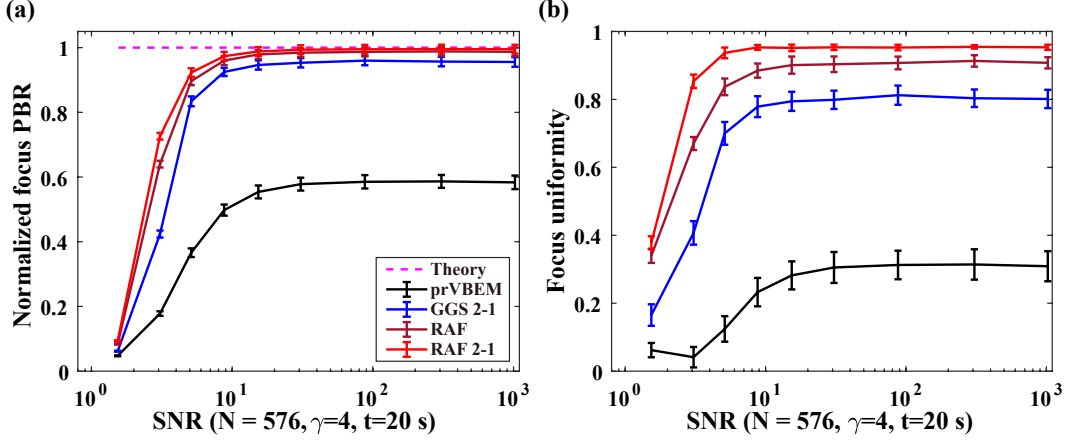 (a)
Normalized focus PBR
1
0.8
0.6
0.4
0.2
0
10^0
10^1
10^2
10^3
SNR (N = 576, γ=4, t=20 s)
Theory
prVBEM
GGS 2-1
RAF
RAF 2-1
(b)
Focus uniformity
1
0.8
0.6
0.4
0.2
0
10^0
10^1
10^2
10^3
SNR (N = 576, γ=4, t=20 s)